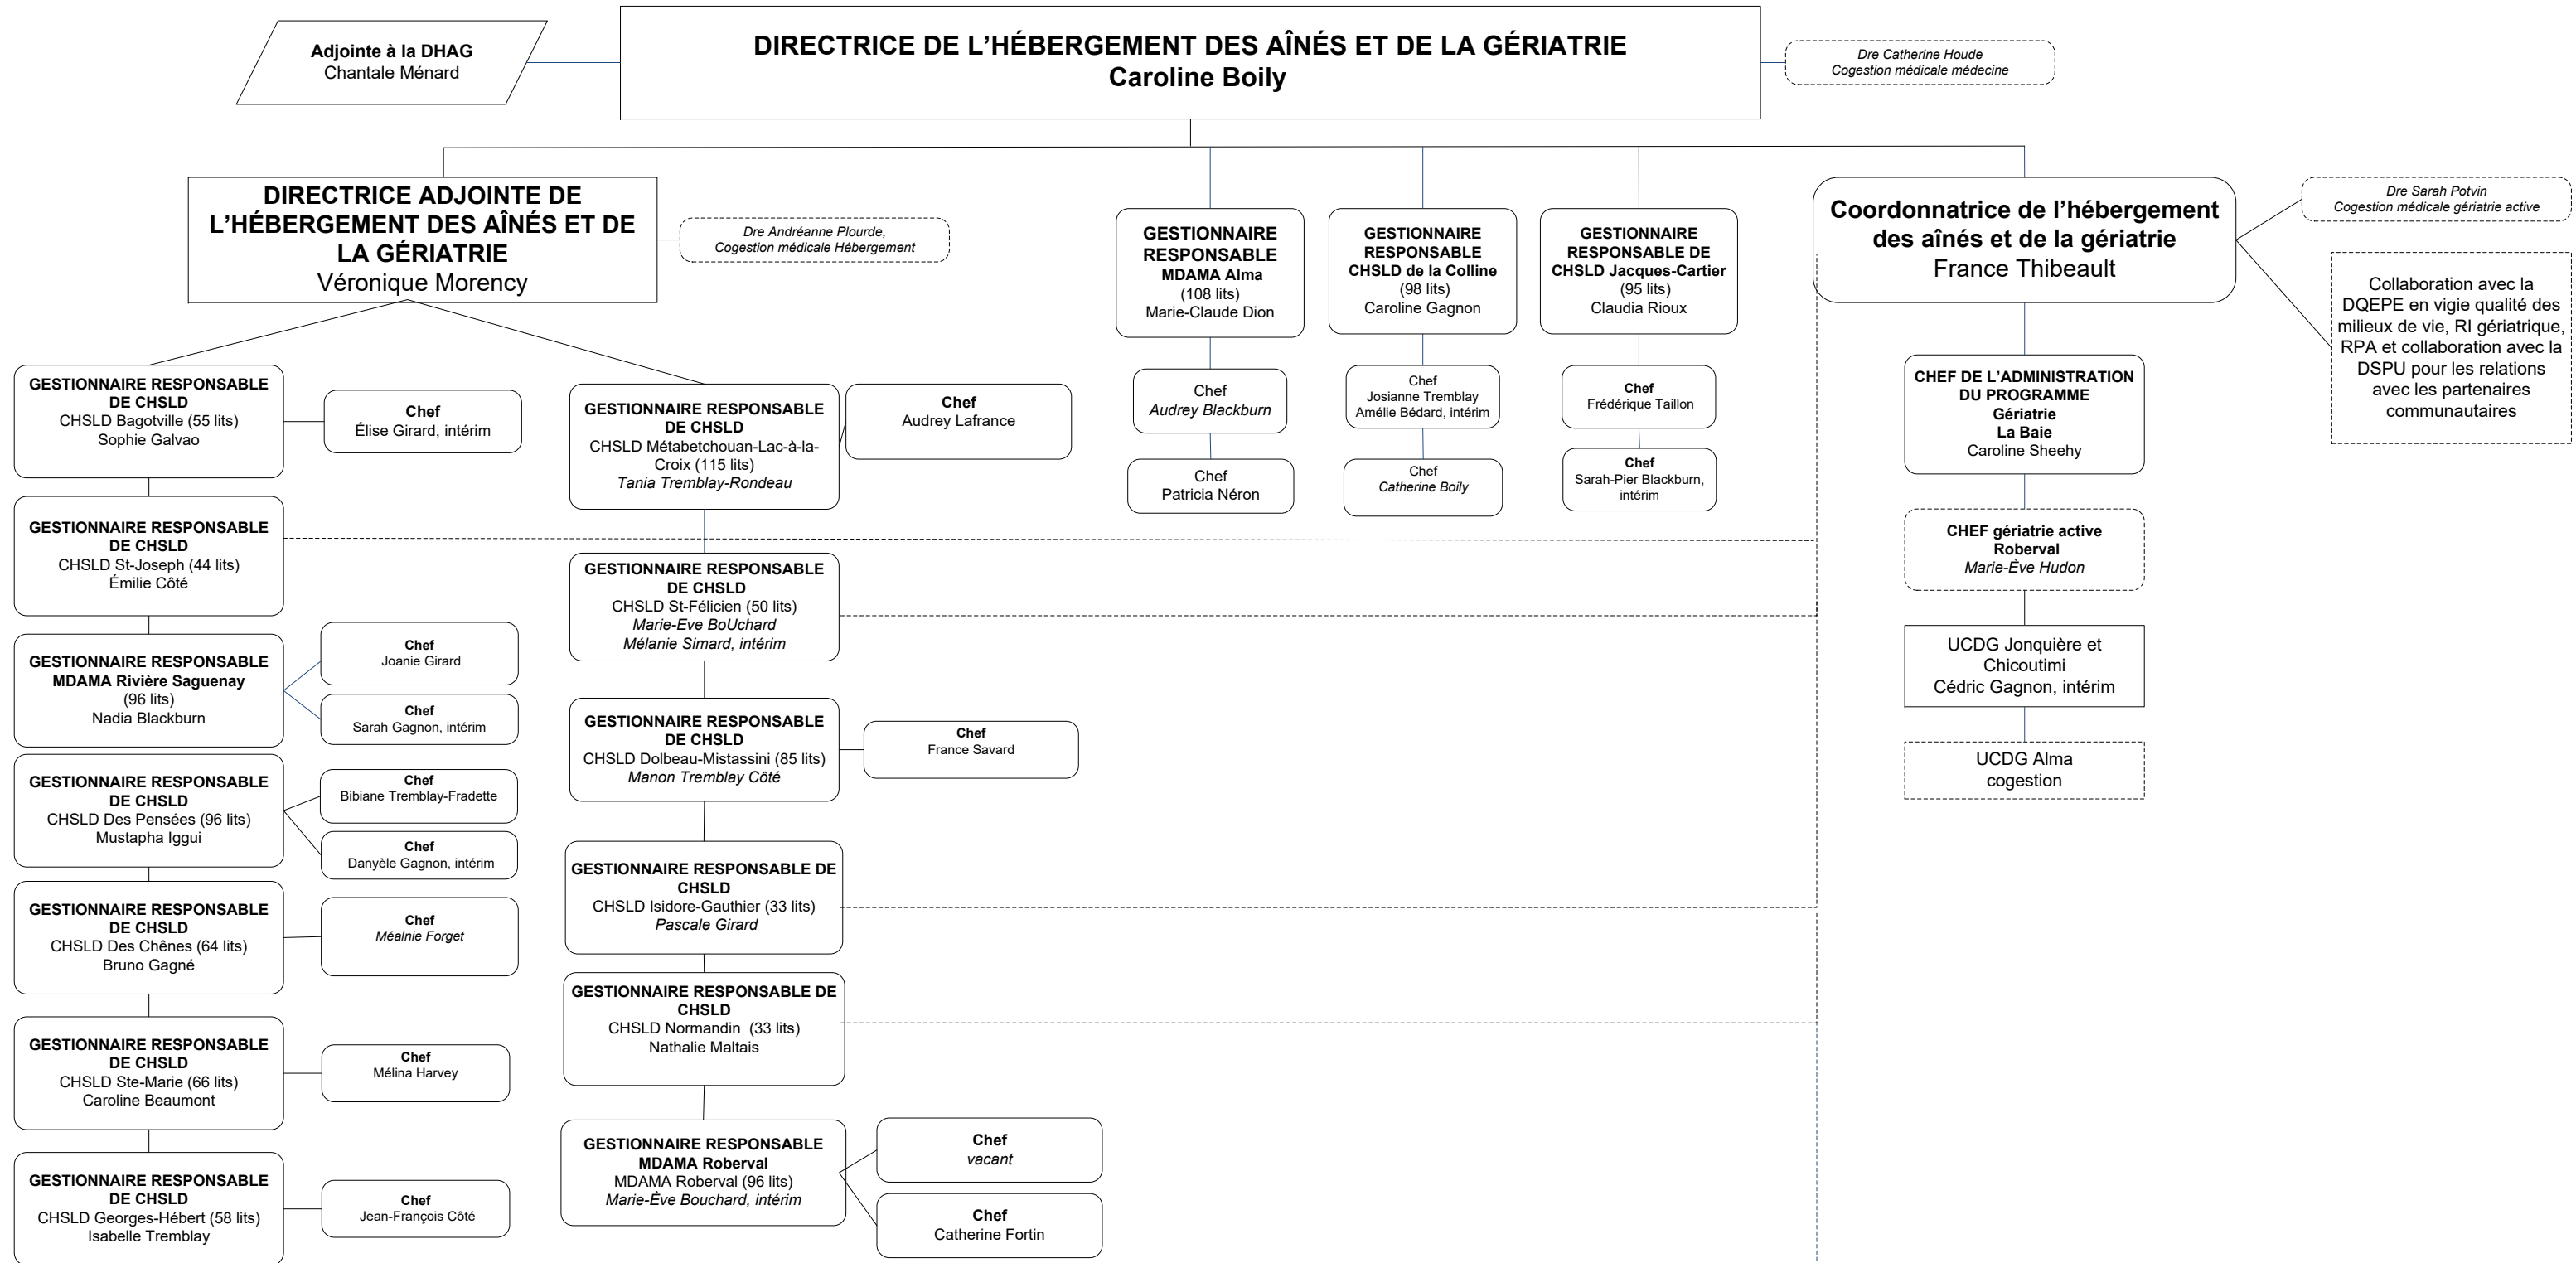 Adjointe à la DHAG
Chantale Ménard
DIRECTRICE DE L’HÉBERGEMENT DES AÎNÉS ET DE LA GÉRIATRIE
Caroline Boily
Dre Catherine Houde
Cogestion médicale médecine
DIRECTRICE ADJOINTE DE
L’HÉBERGEMENT DES AÎNÉS ET DE
LA GÉRIATRIE
Véronique Morency
Dre Andréanne Plourde,
Cogestion médicale Hébergement
GESTIONNAIRE
RESPONSABLE
MDAMA Alma
(108 lits)
Marie-Claude Dion
GESTIONNAIRE
RESPONSABLE
CHSLD de la Colline
(98 lits)
Caroline Gagnon
GESTIONNAIRE
RESPONSABLE DE
CHSLD Jacques-Cartier
(95 lits)
Claudia Rioux
Coordonnatrice de l’hébergement
des aînés et de la gériatrie
France Thibeault
Dre Sarah Potvin
Cogestion médicale gériatrie active
Collaboration avec la
DQEPE en vigie qualité des
milieux de vie, RI gériatrique,
RPA et collaboration avec la
DSPU pour les relations
avec les partenaires
communautaires
GESTIONNAIRE RESPONSABLE
DE CHSLD
CHSLD Bagotville (55 lits)
Sophie Galvao
Chef
Élise Girard, intérim
GESTIONNAIRE RESPONSABLE
DE CHSLD
CHSLD Métabetchouan-Lac-à-la-
Croix (115 lits)
Tania Tremblay-Rondeau
Chef
Audrey Lafrance
Chef
Audrey Blackburn
Chef
Patricia Néron
Chef
Josianne Tremblay
Amélie Bédard, intérim
Chef
Catherine Boily
Chef
Frédérique Taillon
Chef
Sarah-Pier Blackburn,
intérim
CHEF DE L’ADMINISTRATION
DU PROGRAMME
Gériatrie
La Baie
Caroline Sheehy
CHEF gériatrie active
Roberval
Marie-Ève Hudon
UCDG Jonquière et
Chicoutimi
Cédric Gagnon, intérim
UCDG Alma
cogestion
GESTIONNAIRE RESPONSABLE
DE CHSLD
CHSLD St-Joseph (44 lits)
Émilie Côté
GESTIONNAIRE RESPONSABLE
MDAMA Rivière Saguenay
(96 lits)
Nadia Blackburn
Chef
Joanie Girard
Chef
Sarah Gagnon, intérim
GESTIONNAIRE RESPONSABLE
DE CHSLD
CHSLD Des Pensées (96 lits)
Mustapha Iggui
Chef
Bibiane Tremblay-Fradette
Chef
Danyèle Gagnon, intérim
GESTIONNAIRE RESPONSABLE
DE CHSLD
CHSLD Des Chênes (64 lits)
Bruno Gagné
Chef
Méalnie Forget
GESTIONNAIRE RESPONSABLE
DE CHSLD
CHSLD Ste-Marie (66 lits)
Caroline Beaumont
Chef
Mélina Harvey
GESTIONNAIRE RESPONSABLE
DE CHSLD
CHSLD Georges-Hébert (58 lits)
Isabelle Tremblay
Chef
Jean-François Côté
GESTIONNAIRE RESPONSABLE
DE CHSLD
CHSLD St-Félicien (50 lits)
Marie-Eve BoUchard
Mélanie Simard, intérim
GESTIONNAIRE RESPONSABLE
DE CHSLD
CHSLD Dolbeau-Mistassini (85 lits)
Manon Tremblay Côté
Chef
France Savard
GESTIONNAIRE RESPONSABLE DE
CHSLD
CHSLD Isidore-Gauthier (33 lits)
Pascale Girard
GESTIONNAIRE RESPONSABLE DE
CHSLD
CHSLD Normandin (33 lits)
Nathalie Maltais
GESTIONNAIRE RESPONSABLE
MDAMA Roberval
MDAMA Roberval (96 lits)
Marie-Ève Bouchard, intérim
Chef
vacant
Chef
Catherine Fortin